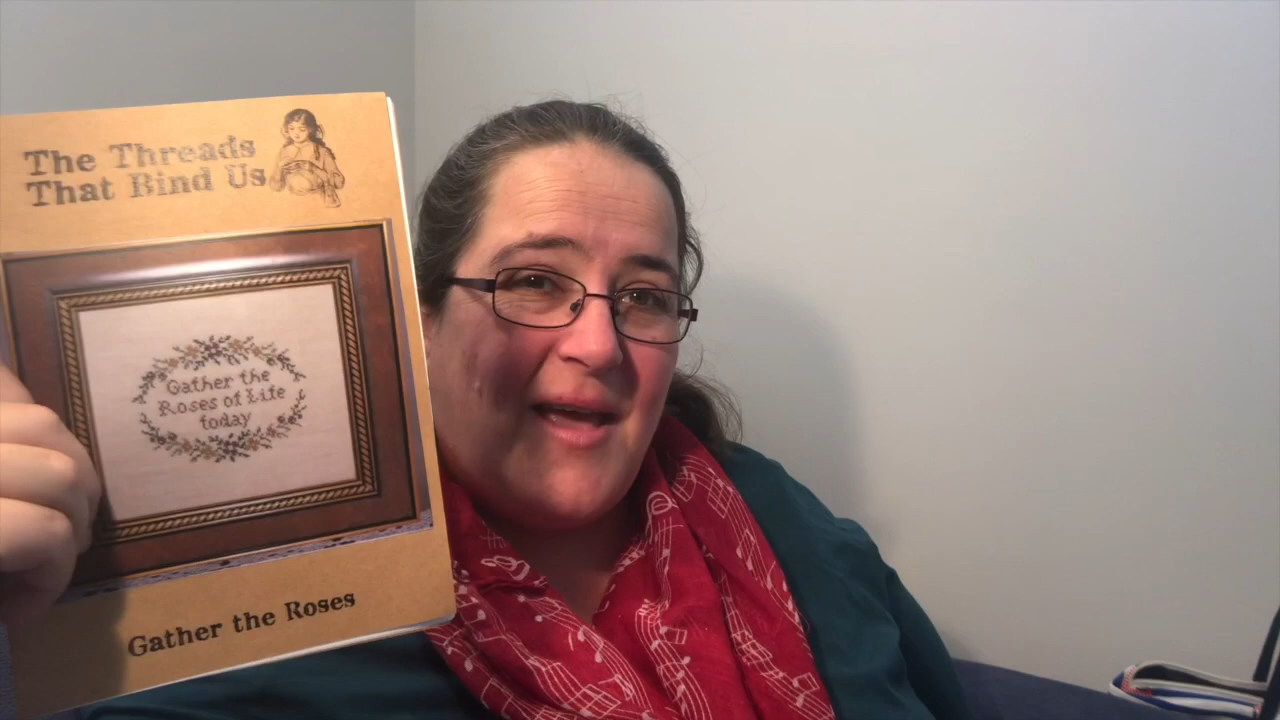 The Threads
That Bind Us
Gather the
Roses of Life
today
Gather the Roses